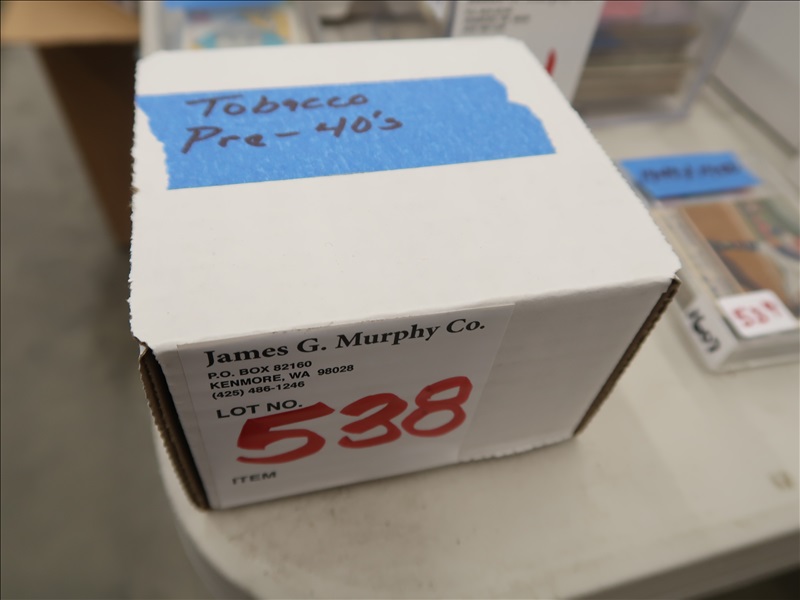 Tobacco
Pre-40's
James G. Murphy Co.
P.O. BOX 82160
KENMORE, WA 98028
(425) 486-1246
LOT NO.
538
ITEM